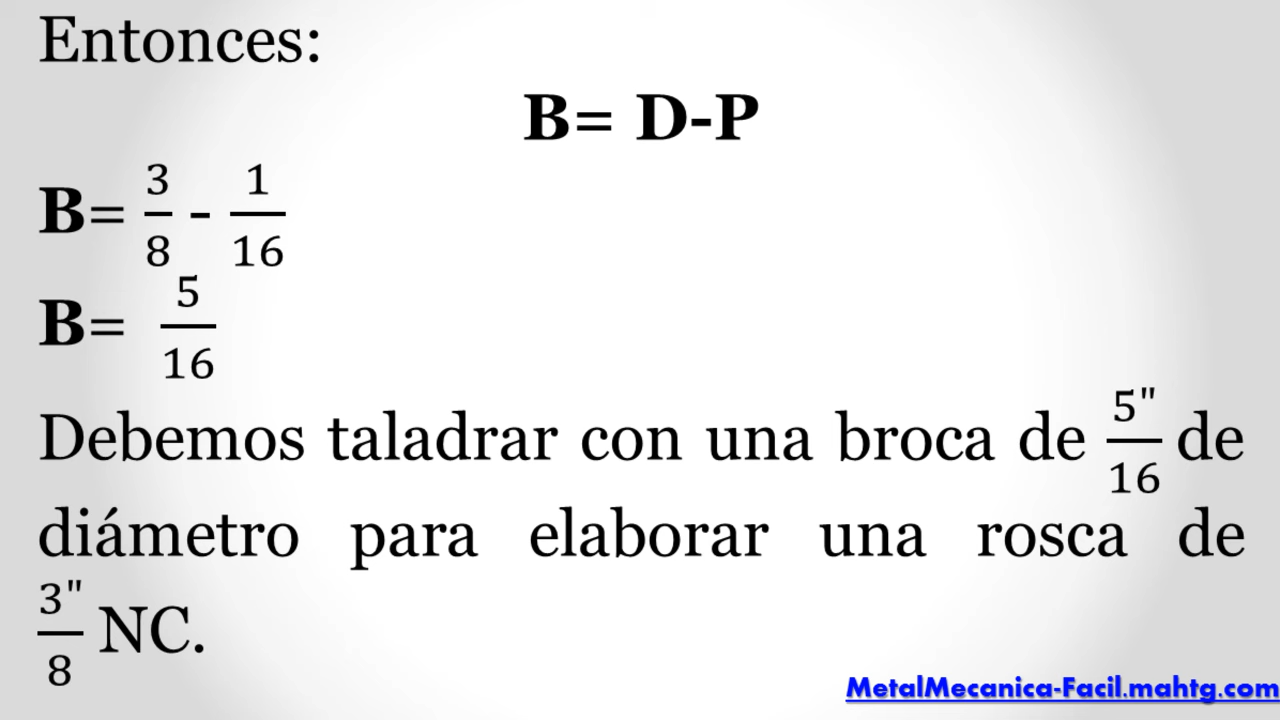 Entonces:
B= D-P
B= 3/8 - 1/16
B= 5/16
Debemos taladrar con una broca de 5"/16 de
diámetro para elaborar una rosca de
3"/8 NC.
MetalMecanica-Facil.mahtg.com